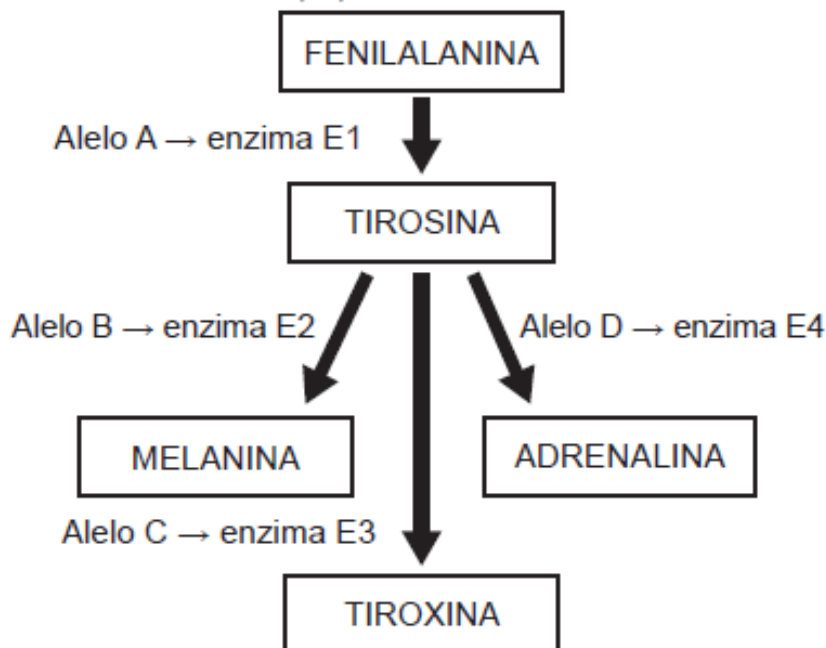 FENILALANINA
Alelo A → enzima E1
TIROSINA
Alelo B → enzima E2
Alelo D → enzima E4
MELANINA
ADRENALINA
Alelo C → enzima E3
TIROXINA